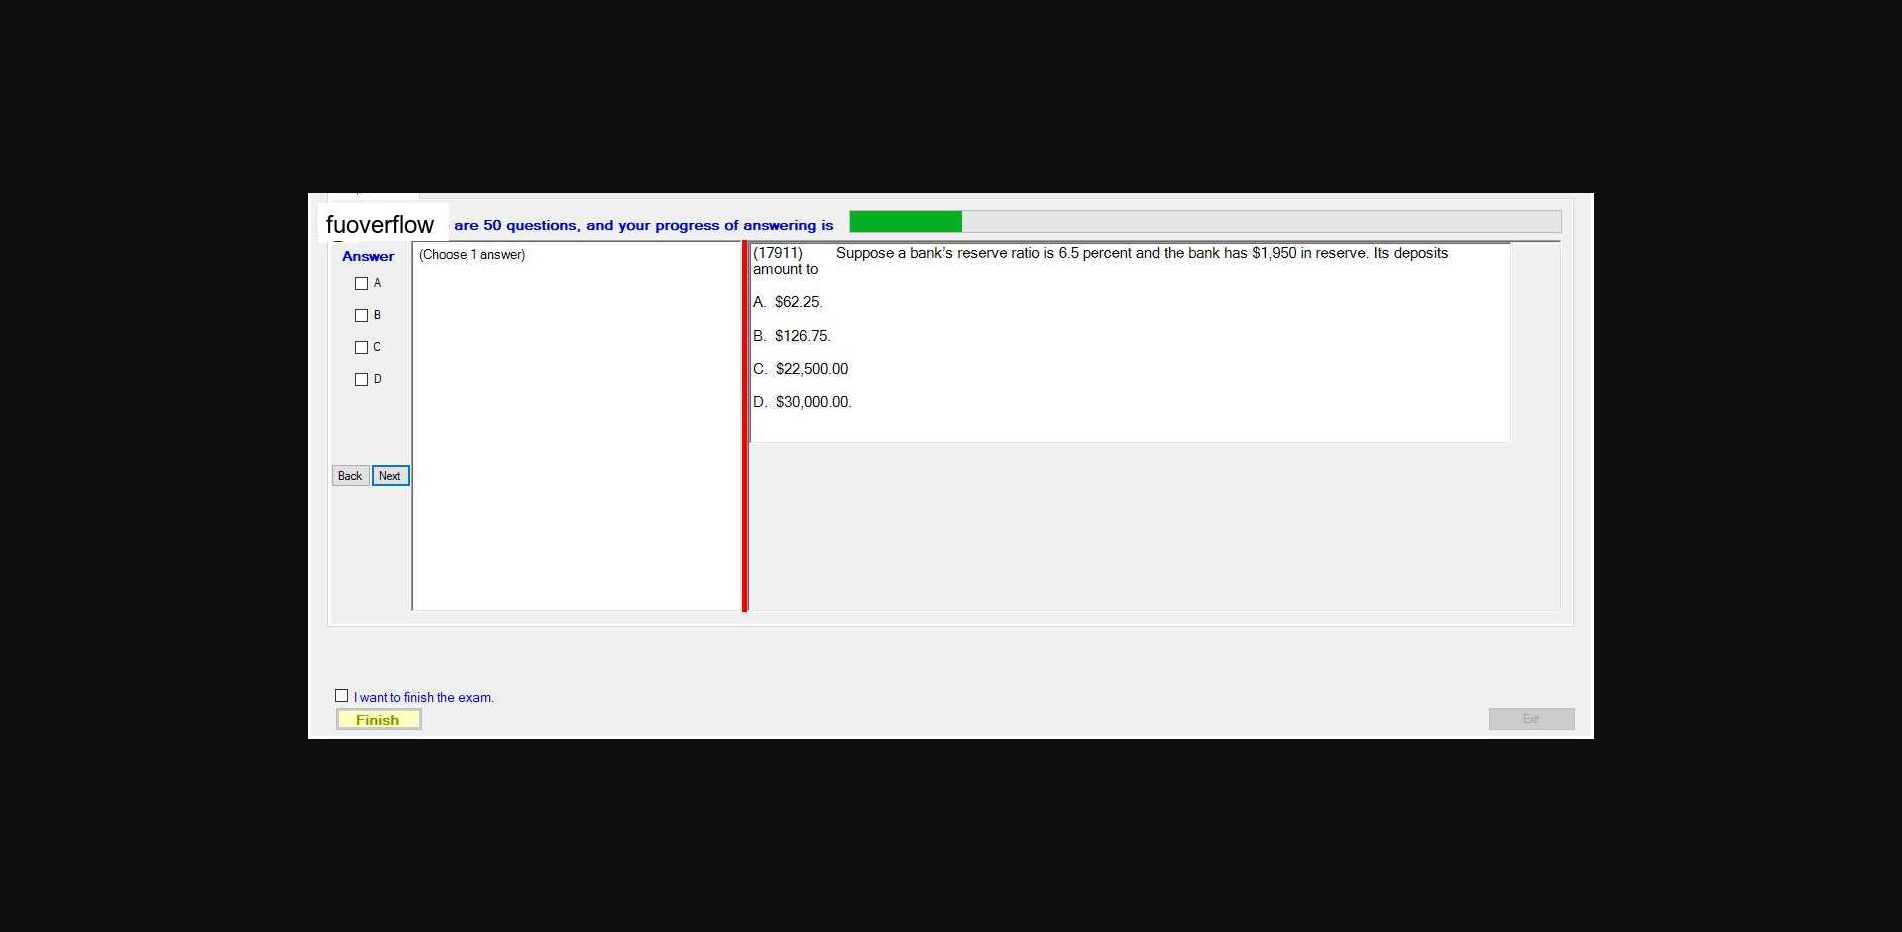 fuoverflow are 50 questions, and your progress of answering is
Answer
A
B
C
D
Back Next
(Choose 1 answer)
(17911) Suppose a bank's reserve ratio is 6.5 percent and the bank has $1,950 in reserve. Its deposits
amount to
A. $62.25.
B. $126.75.
C. $22,500.00
D. $30,000.00.
I want to finish the exam.
Finish
Exit